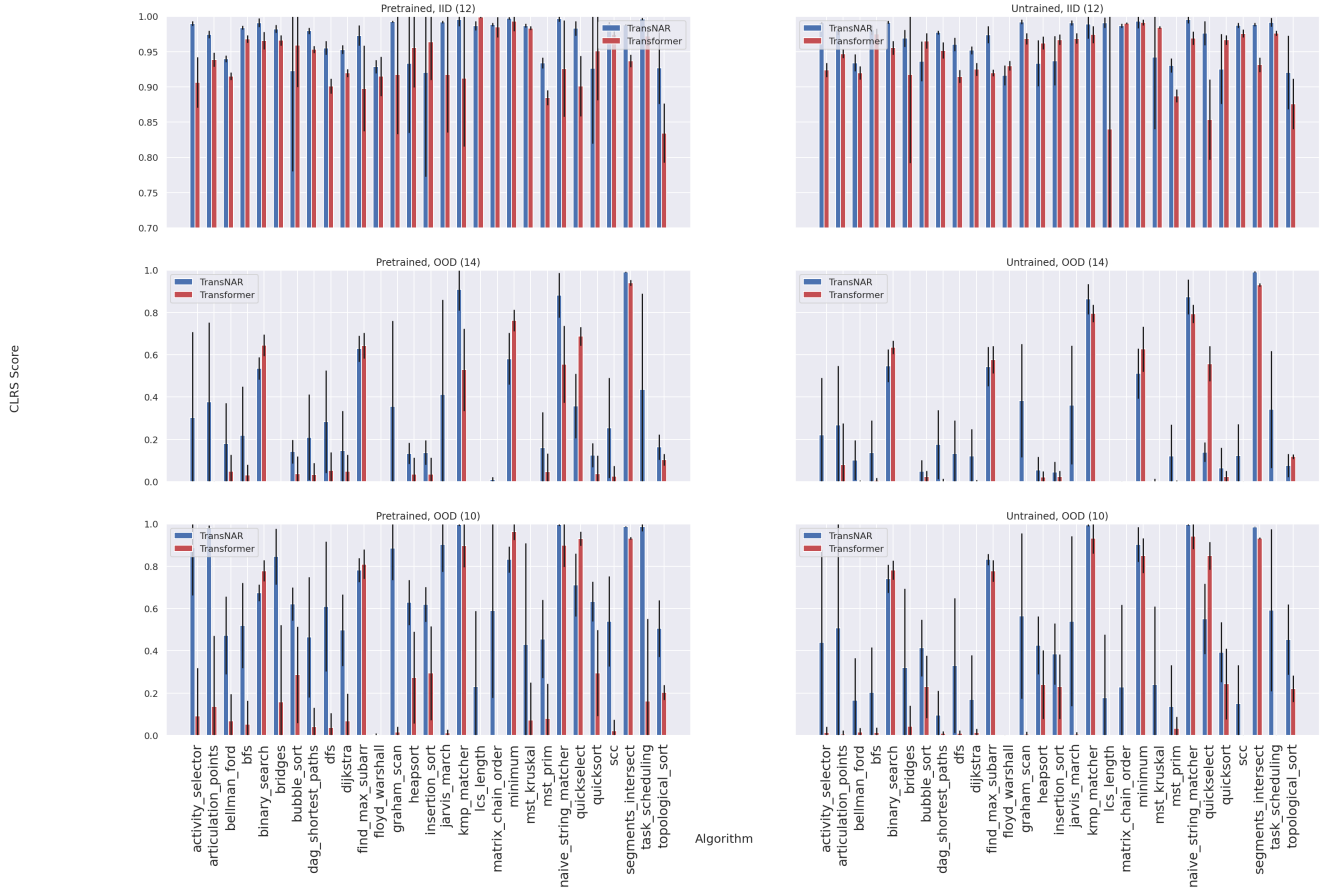 Pretrained, IID (12)
1.00
0.95
0.90
0.85
0.80
0.75
0.70
TransNAR
Transformer
Untrained, IID (12)
TransNAR
Transformer
Pretrained, OOD (14)
1.0
0.8
0.6
0.4
0.2
0.0
TransNAR
Transformer
Untrained, OOD (14)
TransNAR
Transformer
CLRS Score
Pretrained, OOD (10)
1.0
0.8
0.6
0.4
0.2
0.0
TransNAR
Transformer
Untrained, OOD (10)
TransNAR
Transformer
activity_selector
articulation_points
bellman_ford
bfs
binary_search
bridges
bubble_sort
dag_shortest_paths
dfs
dijkstra
find_max_subarr
floyd_warshall
graham_scan
heapsort
insertion_sort
jarvis_march
kmp_matcher
lcs_length
matrix_chain_order
minimum
mst_kruskal
mst_prim
naive_string_matcher
quickselect
quicksort
scc
segments_intersect
task_scheduling
topological_sort
activity_selector
articulation_points
bellman_ford
bfs
binary_search
bridges
bubble_sort
dag_shortest_paths
dfs
dijkstra
find_max_subarr
floyd_warshall
graham_scan
heapsort
insertion_sort
jarvis_march
kmp_matcher
lcs_length
matrix_chain_order
minimum
mst_kruskal
mst_prim
naive_string_matcher
quickselect
quicksort
scc
segments_intersect
task_scheduling
topological_sort
Algorithm